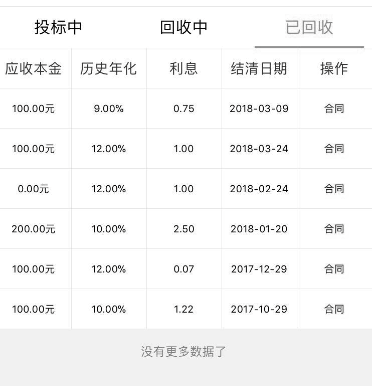 投标中 回收中 已回收
应收本金 历史年化 利息 结清日期 操作
100.00元 9.00% 0.75 2018-03-09 合同
100.00元 12.00% 1.00 2018-03-24 合同
0.00元 12.00% 1.00 2018-02-24 合同
200.00元 10.00% 2.50 2018-01-20 合同
100.00元 12.00% 0.07 2017-12-29 合同
100.00元 10.00% 1.22 2017-10-29 合同
没有更多数据了